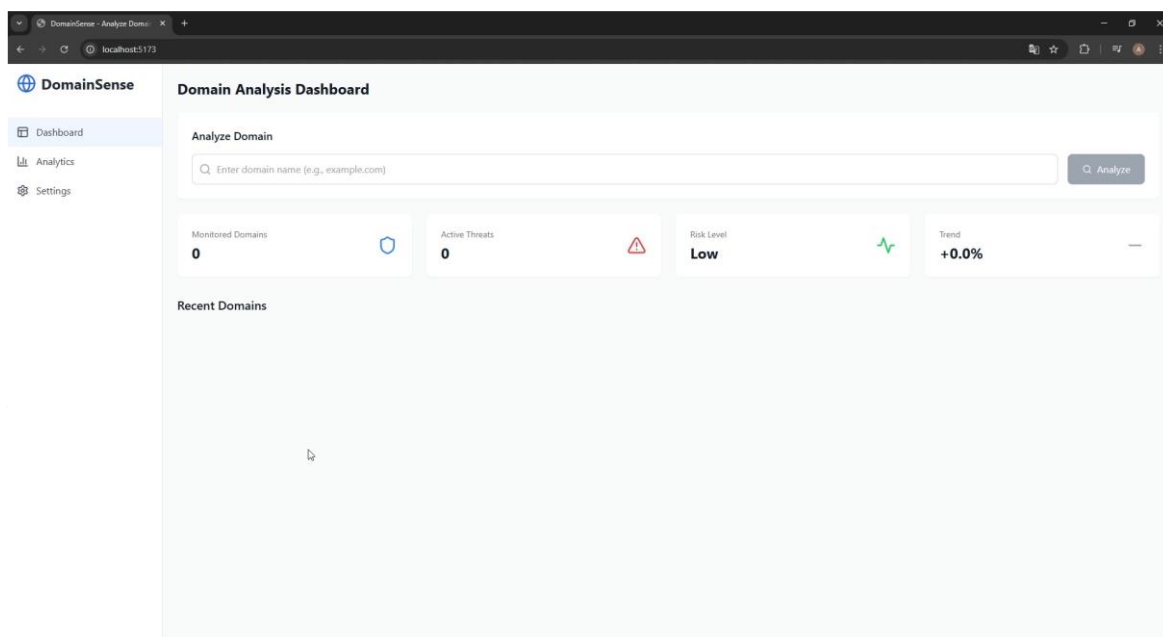 DomainSense - Analyze Domai
localhost:5173
DomainSense
Dashboard
Analytics
Settings
Domain Analysis Dashboard
Analyze Domain
Enter domain name (e.g., example.com)
Analyze
Monitored Domains
0
Active Threats
0
Risk Level
Low
Trend
+0.0%
Recent Domains